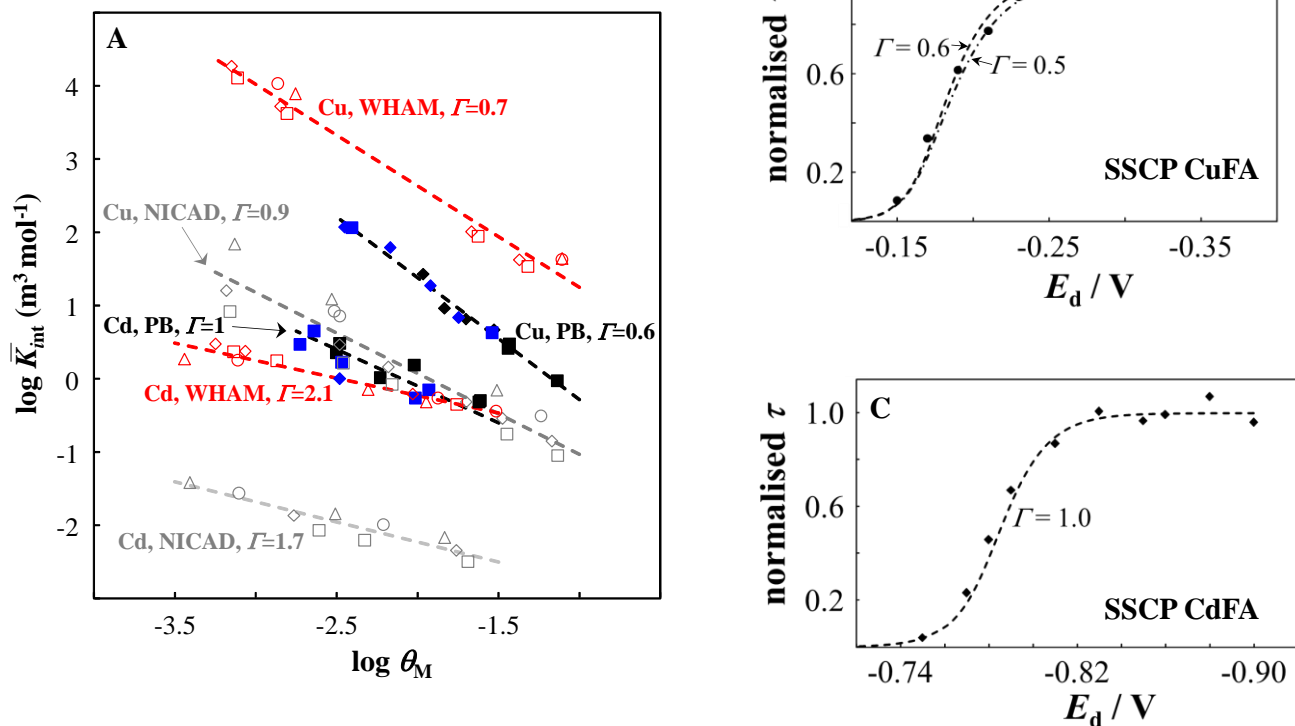 A
4
3
2
1
0
-1
-2
log K̅int (m³ mol⁻¹)
Cu, WHAM, Γ=0.7
Cu, NICAD, Γ=0.9
Cd, PB, Γ=1
Cu, PB, Γ=0.6
Cd, WHAM, Γ=2.1
Cd, NICAD, Γ=1.7
-3.5
-2.5
-1.5
log θM
normalised
0.6
0.2
Γ = 0.6
Γ = 0.5
SSCP CuFA
-0.15
-0.25
-0.35
Ed / V
C
normalised τ
1.0
0.6
0.2
Γ = 1.0
SSCP CdFA
-0.74
-0.82
-0.90
Ed / V